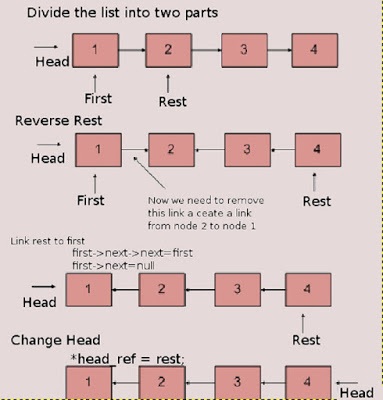 Divide the list into two parts
1 2 3 4
Head
First Rest
Reverse Rest
1 2 3 4
Head
First Rest
Now we need to remove
this link a ceate a link
from node 2 to node 1
Link rest to first
first->next->next=first
first->next=null
1 2 3 4
Head
Rest
Change Head
*head_ref = rest;
1 2 3 4
Head